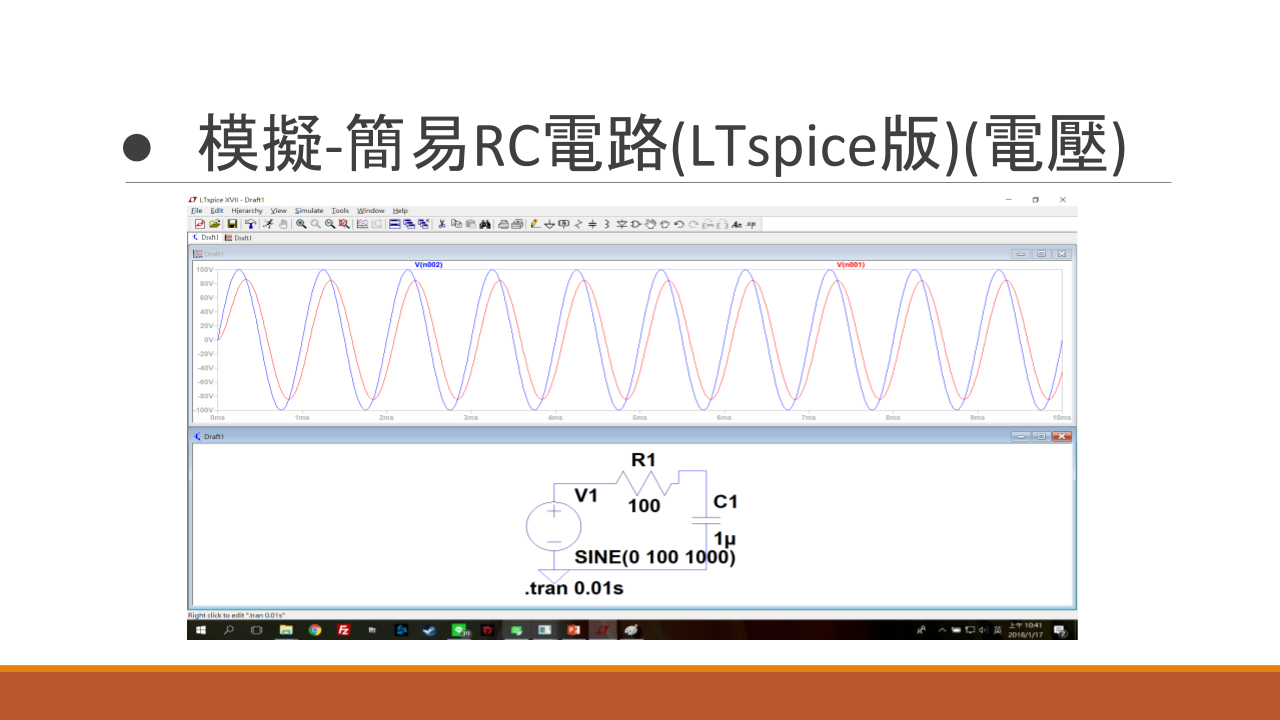 ● 模擬-簡易RC電路(LTspice版)(電壓)
LTspice XVII - Draft1
File Edit Hierarchy View Simulate Tools Window Help
Draft1 Draft1
Draft1
V(n002) V(n001)
100V
80V
60V
40V
20V
0V
-20V
-40V
-60V
-80V
-100V
0ms 1ms 2ms 3ms 4ms 5ms 6ms 7ms 8ms 9ms 10ms
Draft1
R1
V1
100
C1
1µ
SINE(0 100 1000)
.tran 0.01s
Right click to edit ".tran 0.01s"
上午 10:41
英
2018/1/17